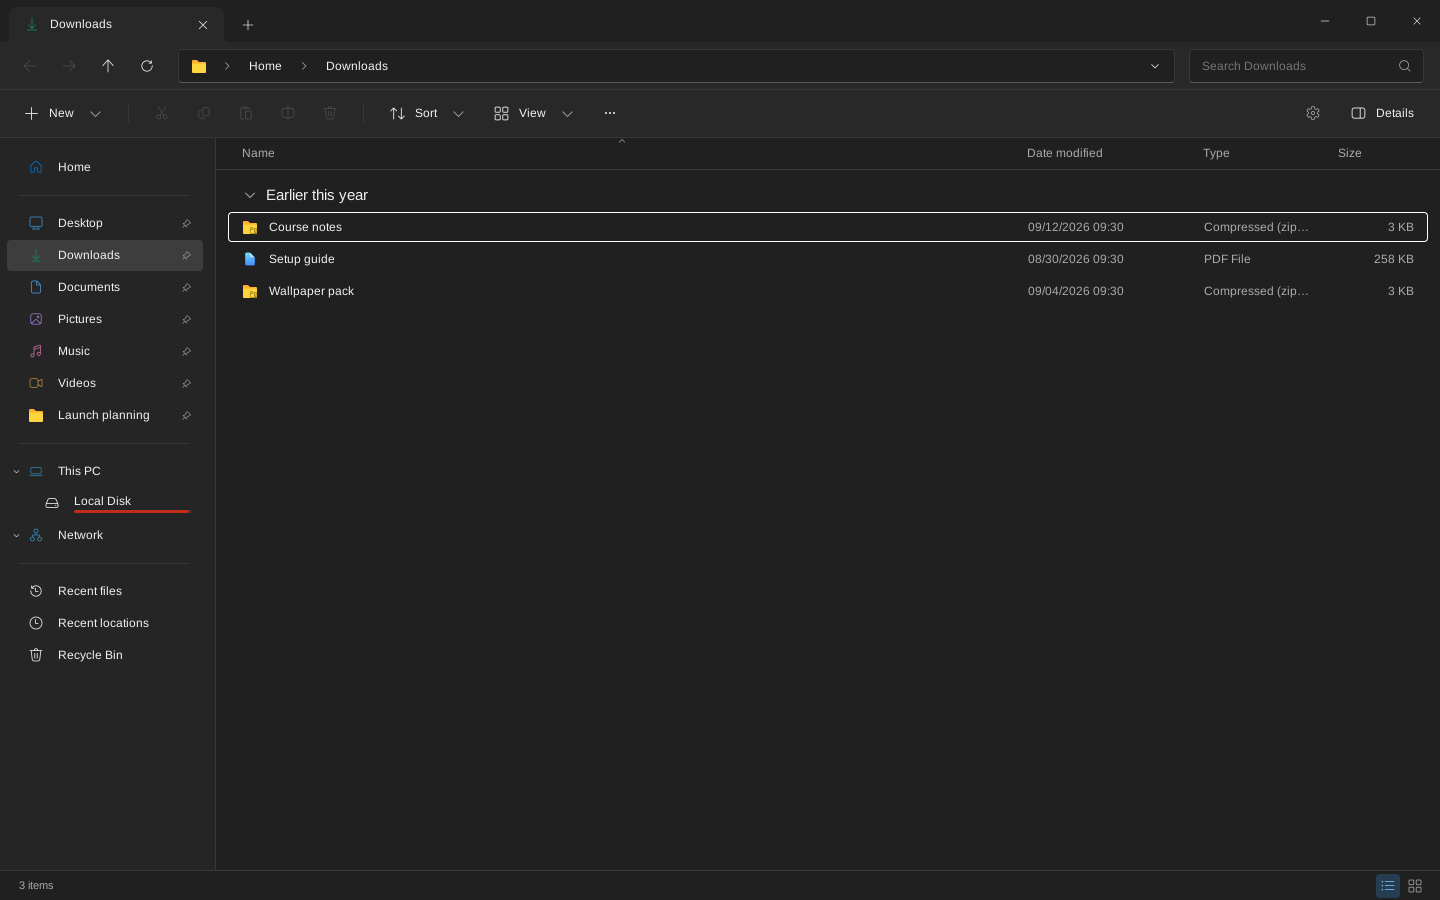 Downloads
Home
Downloads
Search Downloads
New
Sort
View
Details
Home
Desktop
Downloads
Documents
Pictures
Music
Videos
Launch planning
This PC
Local Disk
Network
Recent files
Recent locations
Recycle Bin
Name Date modified Type Size
Earlier this year
Course notes 09/12/2026 09:30 Compressed (zip... 3 KB
Setup guide 08/30/2026 09:30 PDF File 258 KB
Wallpaper pack 09/04/2026 09:30 Compressed (zip... 3 KB
3 items